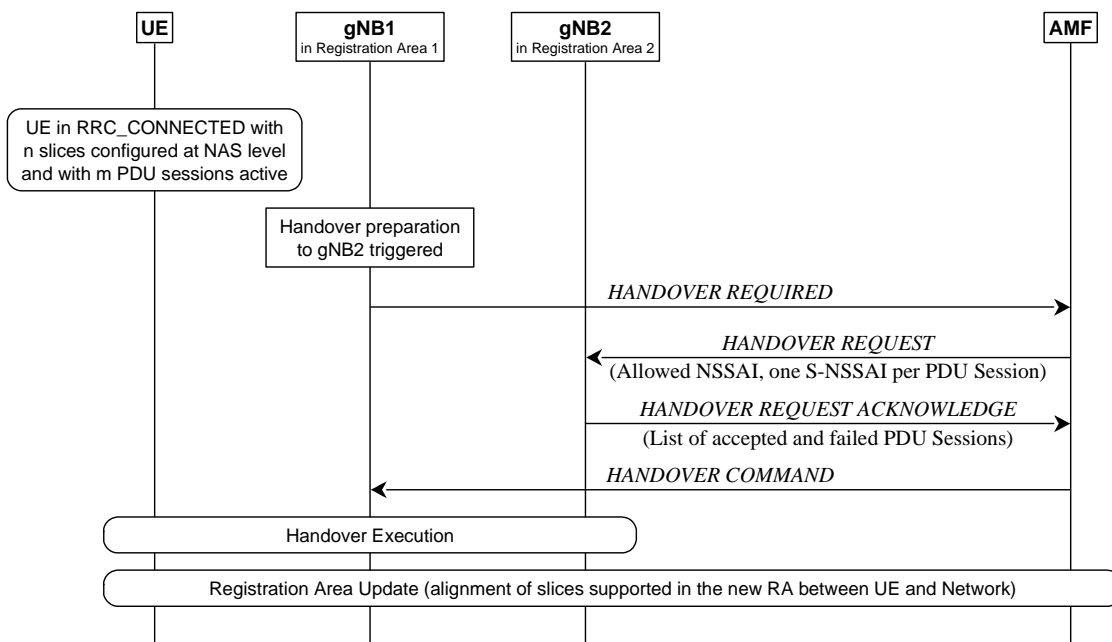 UE
gNB1
in Registration Area 1
gNB2
in Registration Area 2
AMF
UE in RRC_CONNECTED with
n slices configured at NAS level
and with m PDU sessions active
Handover preparation
to gNB2 triggered
HANDOVER REQUIRED
HANDOVER REQUEST
(Allowed NSSAI, one S-NSSAI per PDU Session)
HANDOVER REQUEST ACKNOWLEDGE
(List of accepted and failed PDU Sessions)
HANDOVER COMMAND
Handover Execution
Registration Area Update (alignment of slices supported in the new RA between UE and Network)